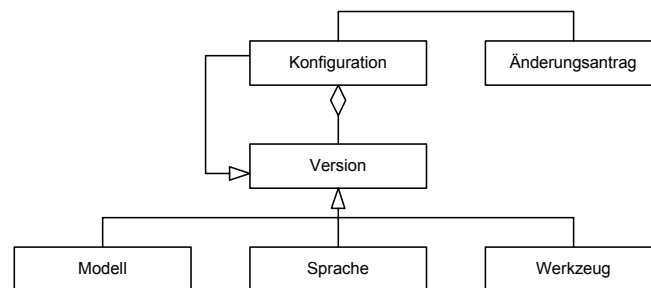 Konfiguration
Änderungsantrag
Version
Modell
Sprache
Werkzeug